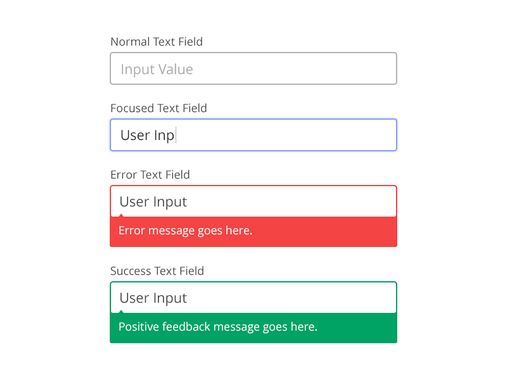 Normal Text Field
Input Value
Focused Text Field
User Inp
Error Text Field
User Input
Error message goes here.
Success Text Field
User Input
Positive feedback message goes here.